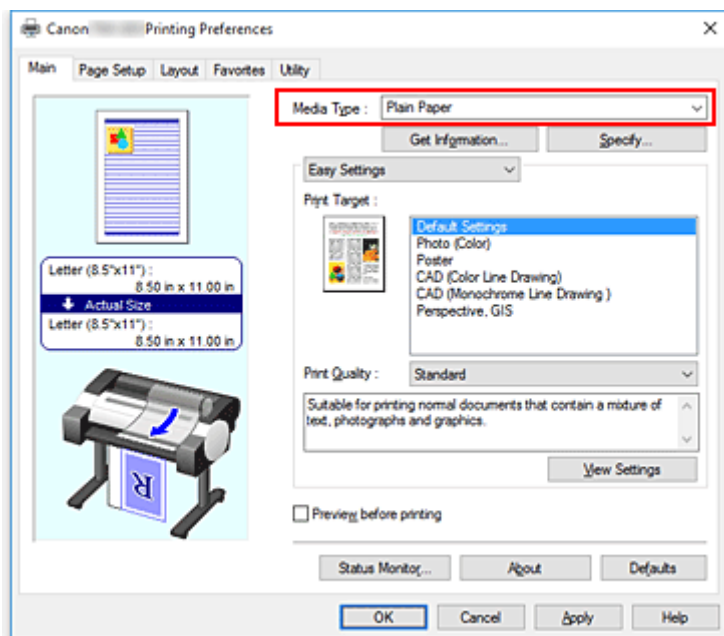 Canon Printing Preferences
Main Page Setup Layout Favorites Utility
Media Type : Plain Paper
Get Information... Specify...
Easy Settings
Print Target :
Default Settings
Photo (Color)
Poster
CAD (Color Line Drawing)
CAD (Monochrome Line Drawing )
Perspective, GIS
Letter (8.5"x11") :
8.50 in x 11.00 in
Actual Size
Letter (8.5"x11") :
8.50 in x 11.00 in
Print Quality : Standard
Suitable for printing normal documents that contain a mixture of
text, photographs and graphics.
R
View Settings
Preview before printing
Status Monitor... About Defaults
OK Cancel Apply Help